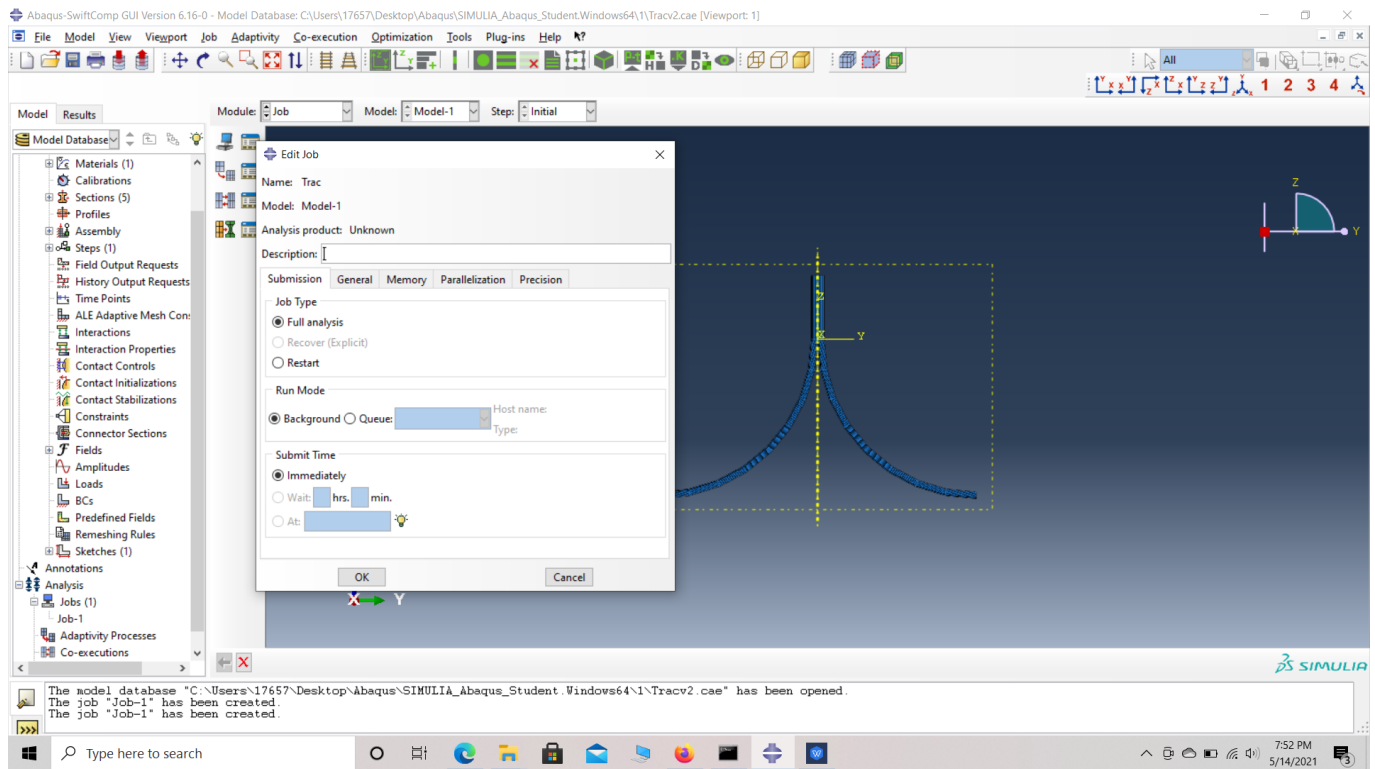 Abaqus-SwiftComp GUI Version 6.16-0 - Model Database: C:\Users\17657\Desktop\Abaqus\SIMULIA_Abaqus_Student.Windows64\1\Tracv2.cae [Viewport: 1]
File Model View Viewport Job Adaptivity Co-execution Optimization Tools Plug-ins Help
All
1 2 3 4
Model Results
Module: Job Model: Model-1 Step: Initial
Model Database
Materials (1)
Calibrations
Sections (5)
Profiles
Assembly
Steps (1)
Field Output Requests
History Output Requests
Time Points
ALE Adaptive Mesh Cons
Interactions
Interaction Properties
Contact Controls
Contact Initializations
Contact Stabilizations
Constraints
Connector Sections
Fields
Amplitudes
Loads
BCs
Predefined Fields
Remeshing Rules
Sketches (1)
Annotations
Analysis
Jobs (1)
Job-1
Adaptivity Processes
Co-executions
Edit Job
Name: Trac
Model: Model-1
Analysis product: Unknown
Description:
Submission General Memory Parallelization Precision
Job Type
Full analysis
Recover (Explicit)
Restart
Run Mode
Background Queue: Host name:
Type:
Submit Time
Immediately
Wait: hrs. min.
At:
OK Cancel
Z
X Y
Z
X Y
X Y
SIMULIA
The model database "C:\Users\17657\Desktop\Abaqus\SIMULIA_Abaqus_Student.Windows64\1\Tracv2.cae" has been opened.
The job "Job-1" has been created.
The job "Job-1" has been created.
>>>
Type here to search
7:52 PM
5/14/2021
3